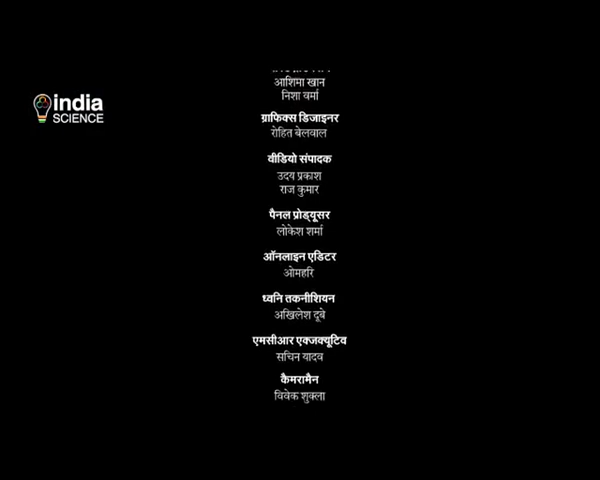 india
SCIENCE
आशिमा खान
निशा वर्मा
ग्राफिक्स डिजाइनर
रोहित बेलवाल
वीडियो संपादक
उदय प्रकाश
राज कुमार
पैनल प्रोड्यूसर
लोकेश शर्मा
ऑनलाइन एडिटर
ओमहरि
ध्वनि तकनीशियन
अखिलेश दूबे
एमसीआर एक्जक्यूटिव
सचिन यादव
कैमरामैन
विवेक शुक्ला